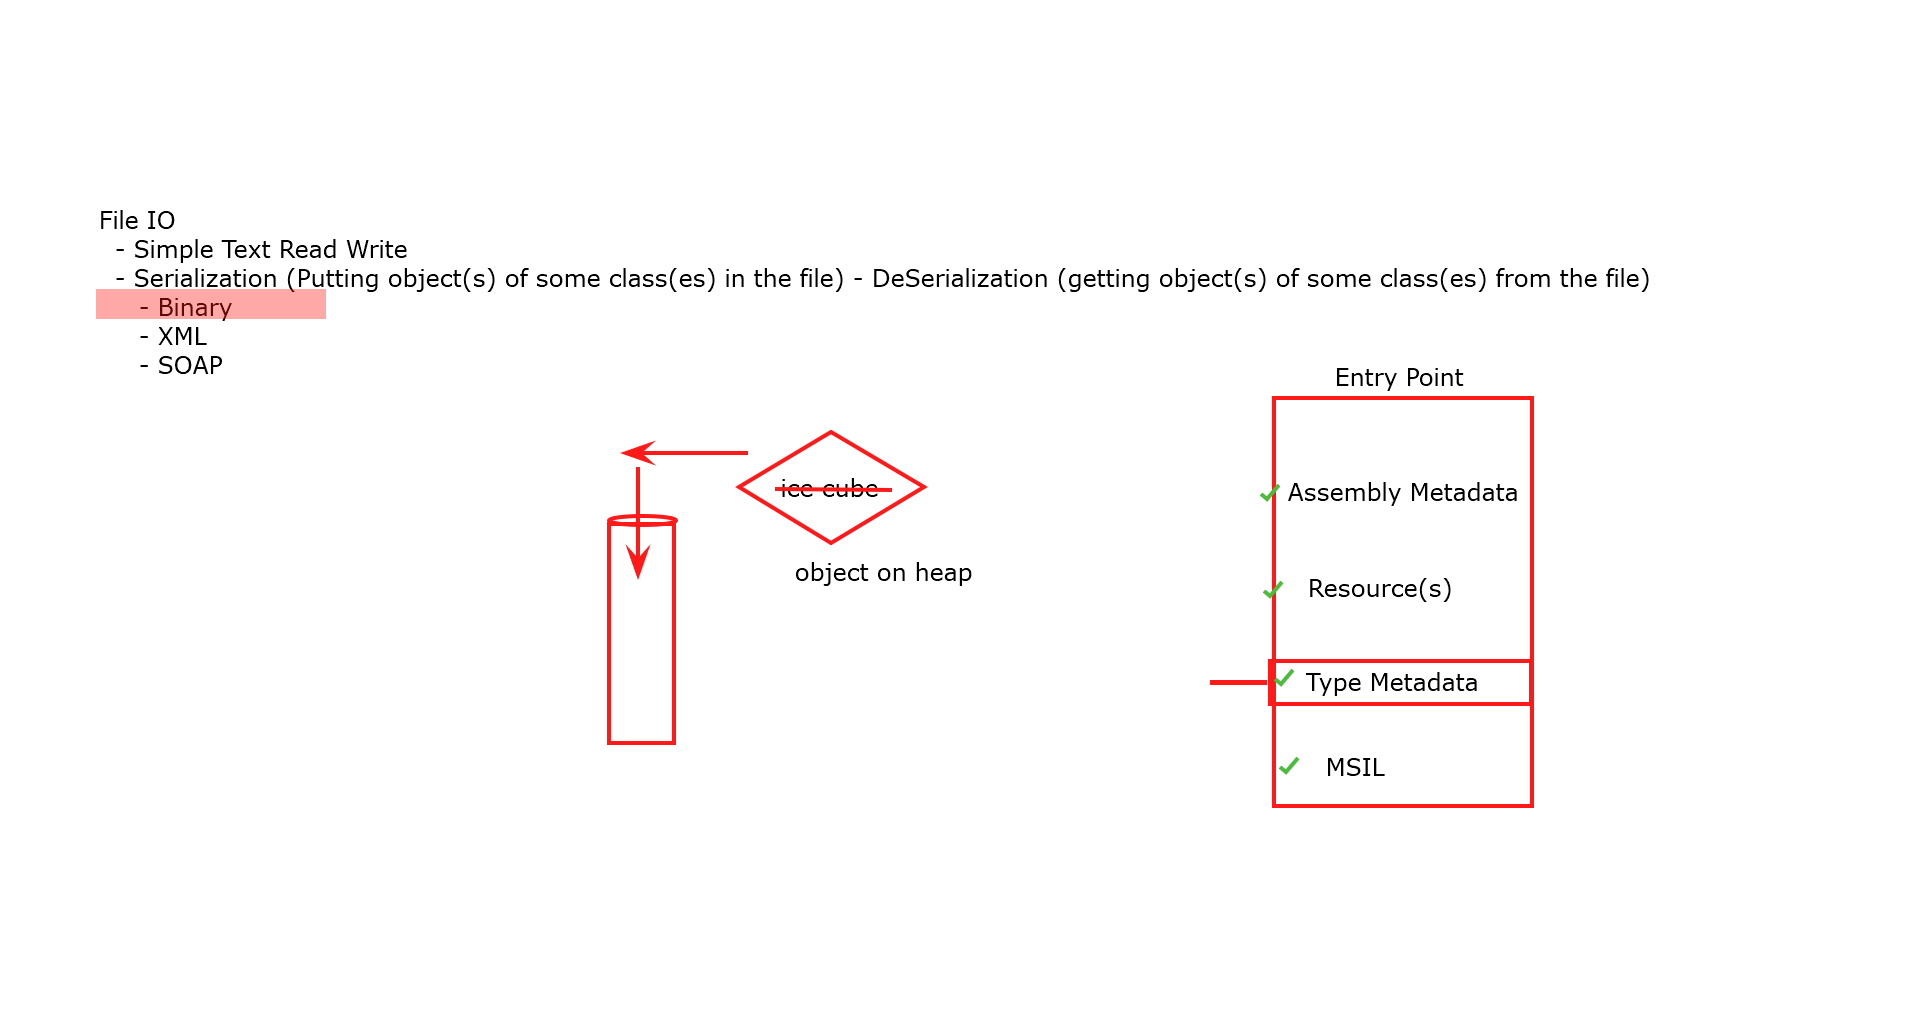 File IO
- Simple Text Read Write
- Serialization (Putting object(s) of some class(es) in the file) - DeSerialization (getting object(s) of some class(es) from the file)
- Binary
- XML
- SOAP
Entry Point
ice cube
Assembly Metadata
object on heap
Resource(s)
Type Metadata
MSIL